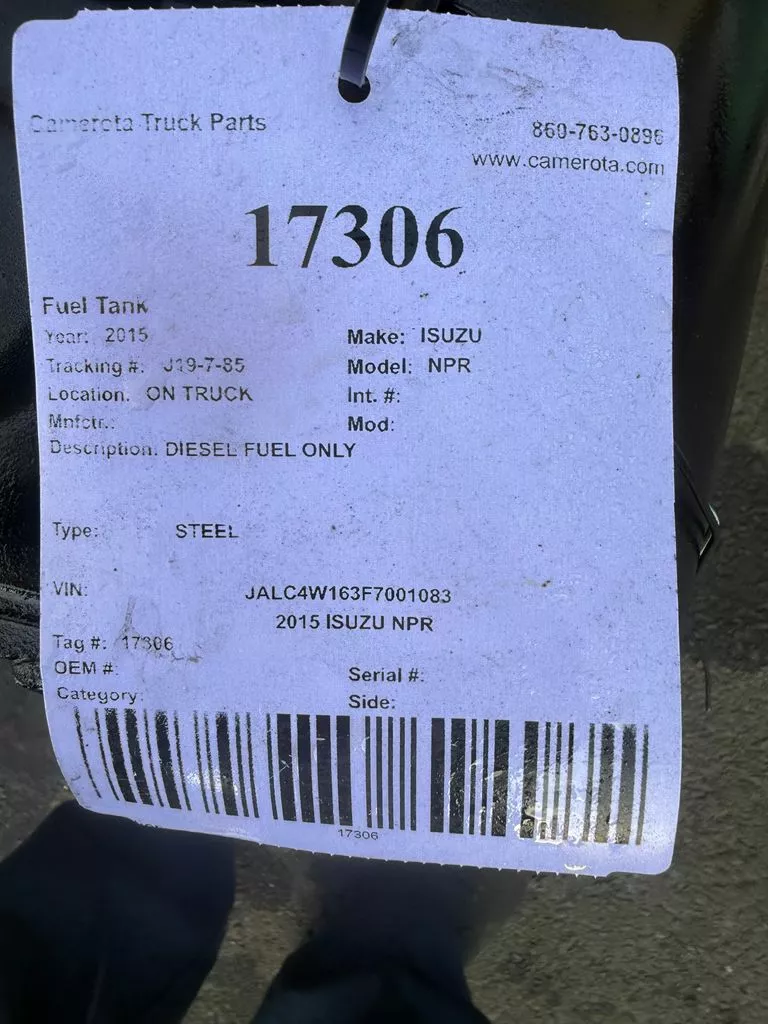 Camerota Truck Parts
860-763-0896
www.camerota.com
17306
Fuel Tank
Year: 2015 Make: ISUZU
Tracking #: J19-7-85 Model: NPR
Location: ON TRUCK Int. #:
Mnfctr.: Mod:
Description: DIESEL FUEL ONLY
Type: STEEL
VIN: JALC4W163F7001083
2015 ISUZU NPR
Tag #: 17306
OEM #: Serial #:
Category: Side:
17306